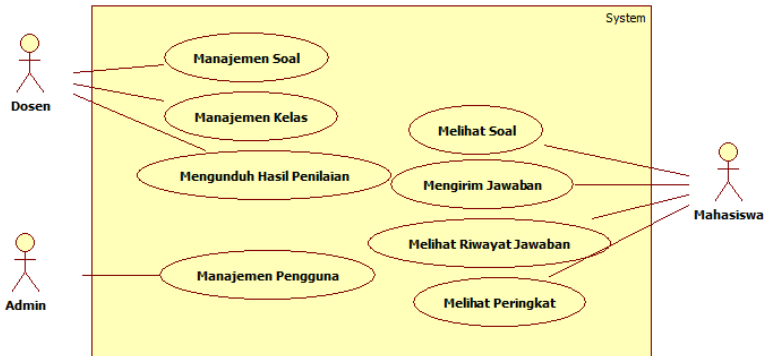 System
Manajemen Soal
Dosen
Manajemen Kelas
Melihat Soal
Mengunduh Hasil Penilaian
Mengirim Jawaban
Mahasiswa
Melihat Riwayat Jawaban
Manajemen Pengguna
Admin
Melihat Peringkat